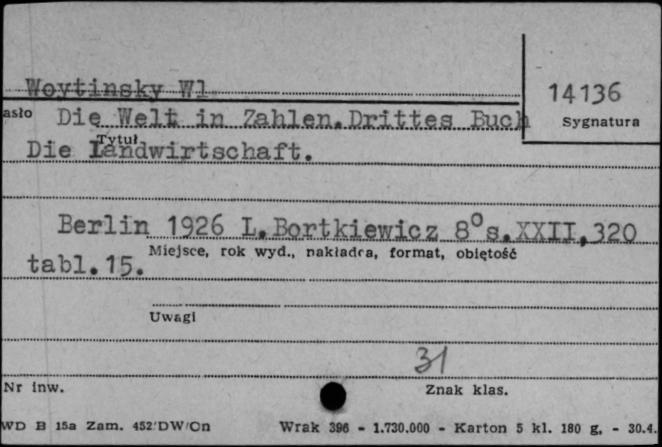 Woytinsky Wl.
14136
asło Die Welt in Zahlen.Drittes Buch
Sygnatura
Tytuł
Die Landwirtschaft.
Berlin 1926 L.Bortkiewicz 8° s.XXII,320
Miejsce, rok wyd., nakładca, format, objętość
tabl.15.
Uwagi
31
Nr inw.
Znak klas.
WD B 15a Zam. 452/DW/Cn Wrak 396 - 1.730.000 - Karton 5 kl. 180 g. - 30.4.